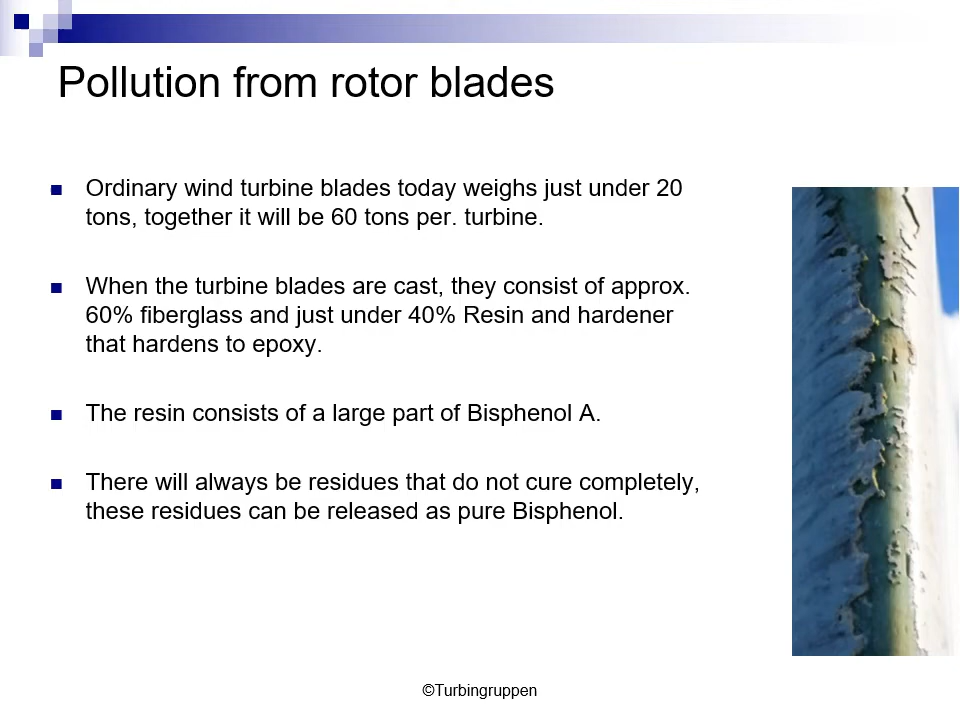 Pollution from rotor blades
Ordinary wind turbine blades today weighs just under 20
tons, together it will be 60 tons per. turbine.
When the turbine blades are cast, they consist of approx.
60% fiberglass and just under 40% Resin and hardener
that hardens to epoxy.
The resin consists of a large part of Bisphenol A.
There will always be residues that do not cure completely,
these residues can be released as pure Bisphenol.
©Turbingruppen